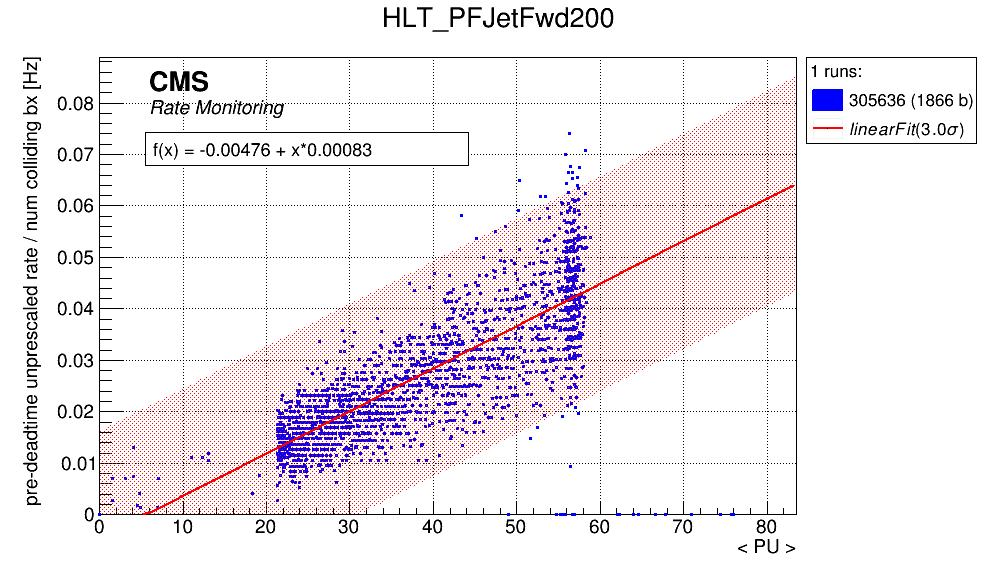 HLT_PFJetFwd200
pre-deadtime unprescaled rate / num colliding bx [Hz]
CMS
Rate Monitoring
f(x) = -0.00476 + x*0.00083
1 runs:
305636 (1866 b)
linearFit(3.0σ)
0.08
0.07
0.06
0.05
0.04
0.03
0.02
0.01
0
0 10 20 30 40 50 60 70 80
< PU >